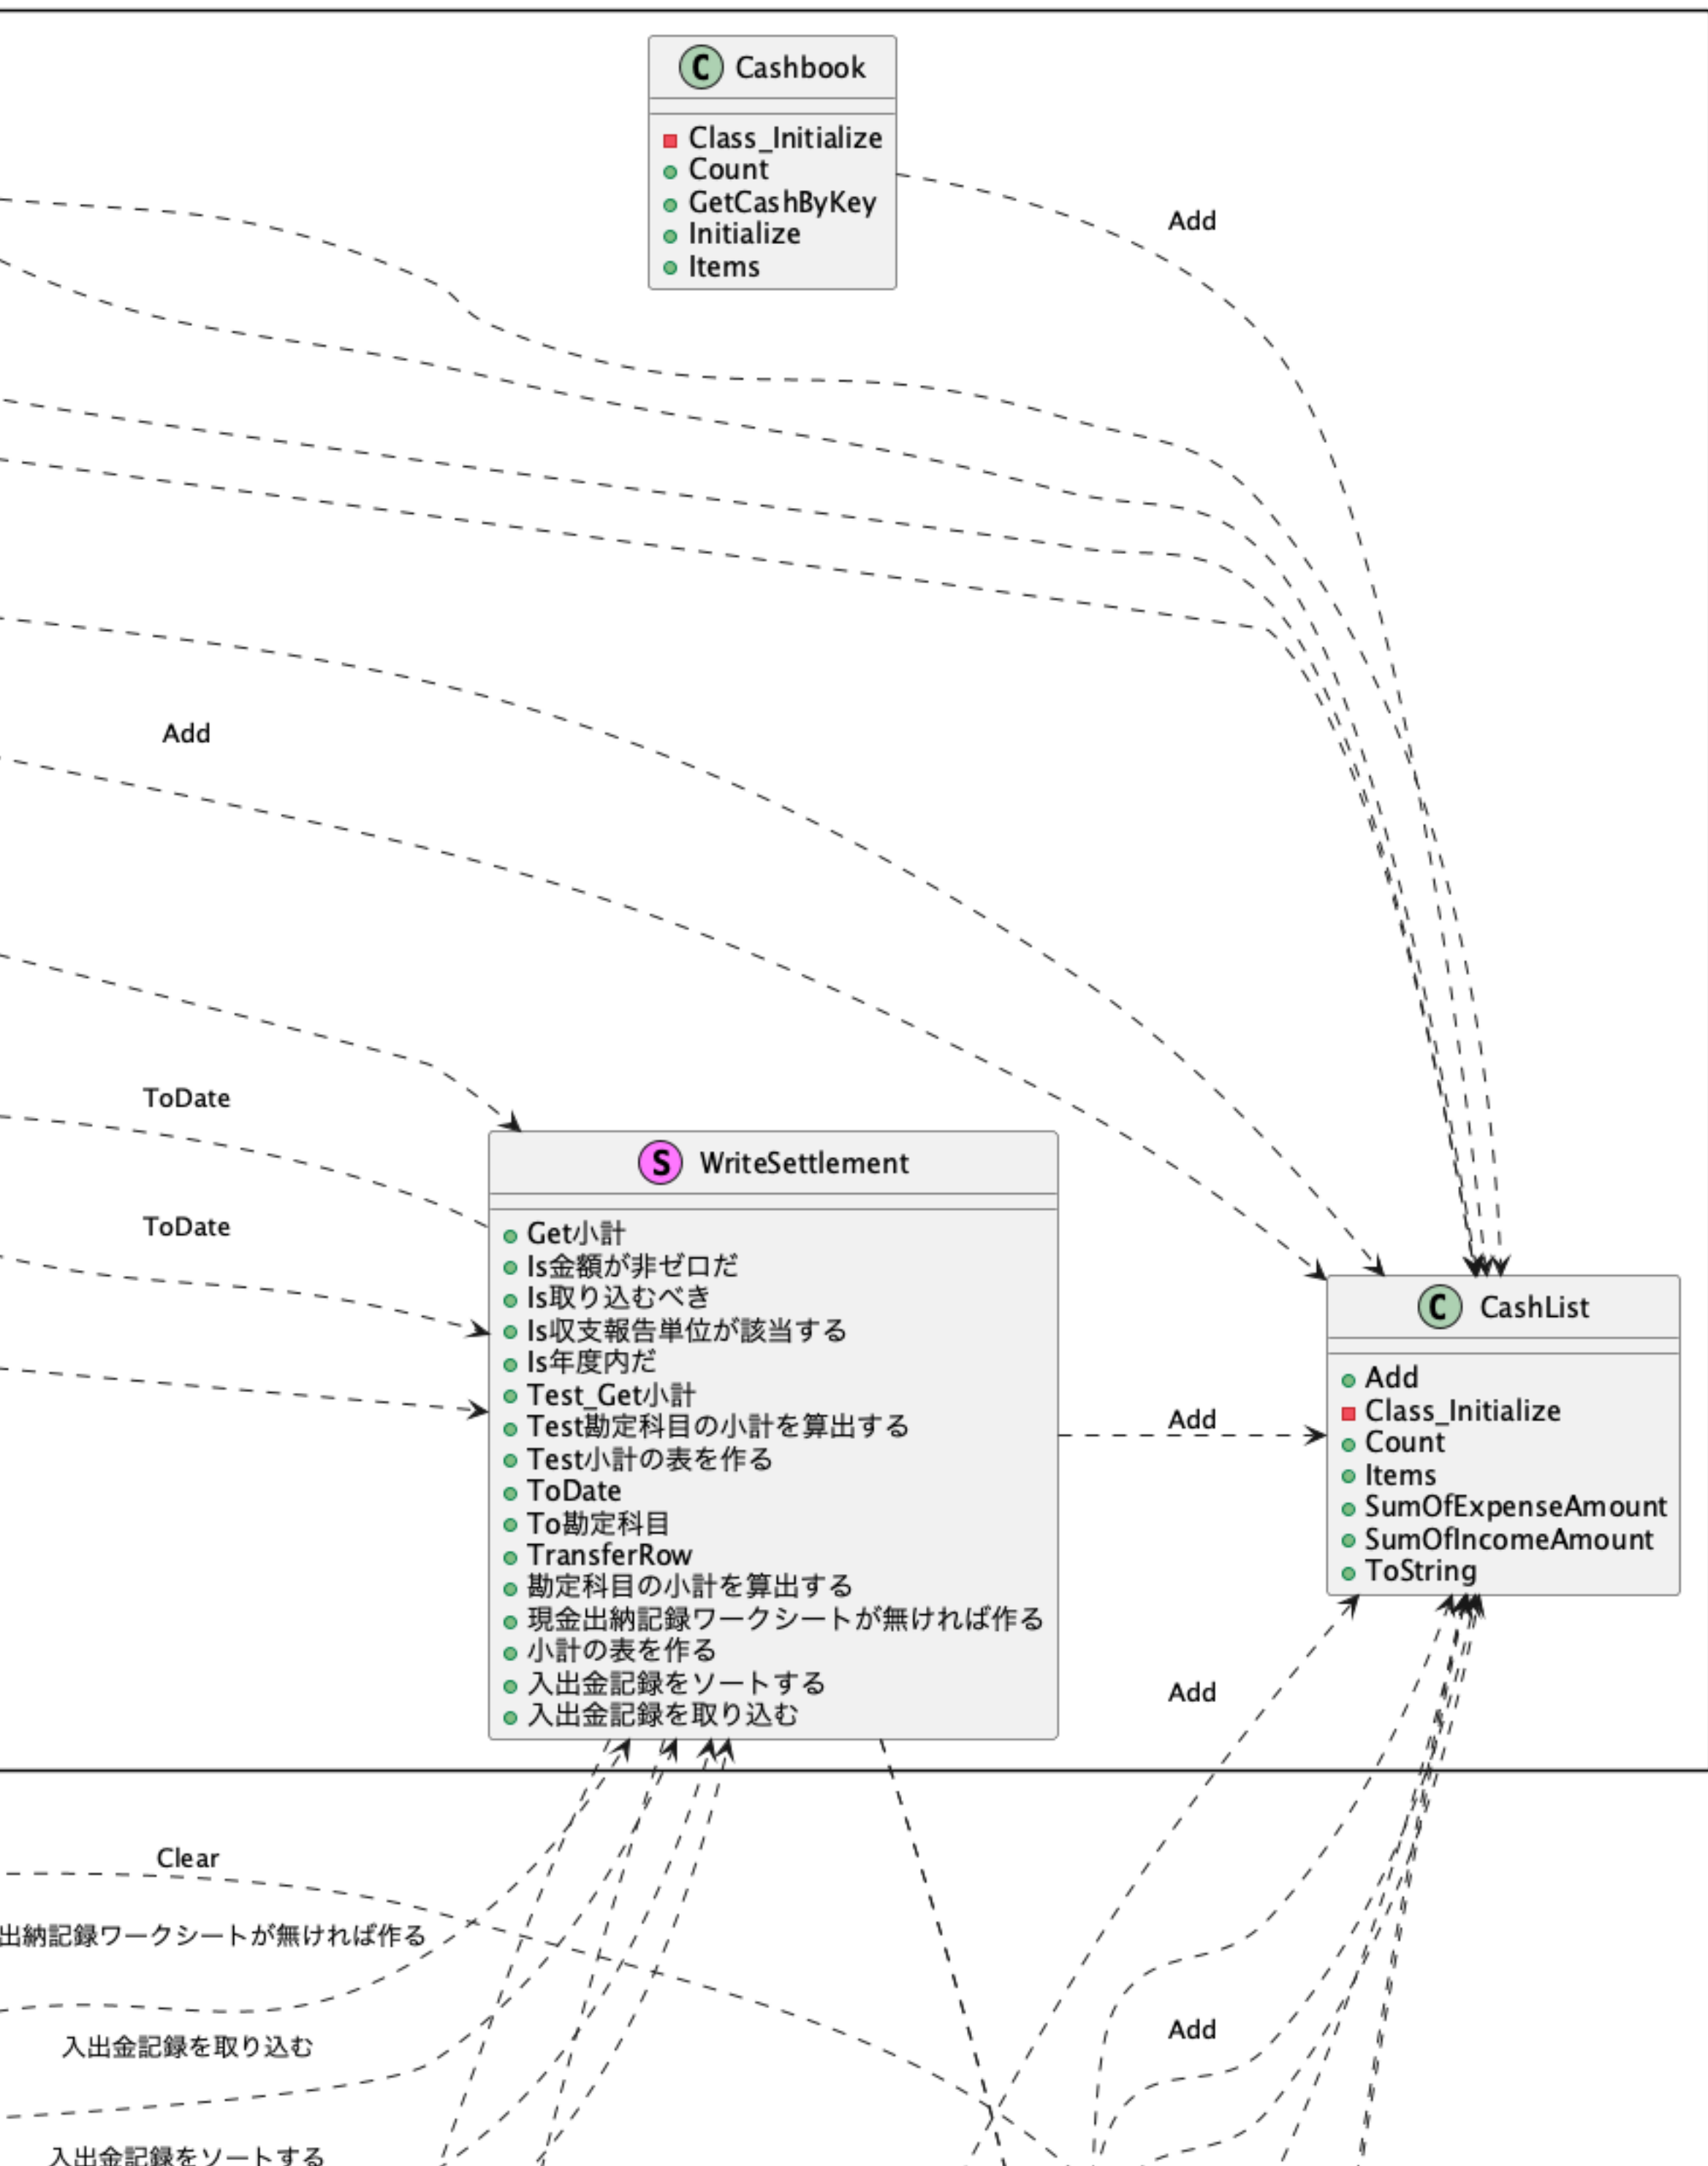 C Cashbook
Class_Initialize
Count
GetCashByKey
Initialize
Items
Add
Add
ToDate
ToDate
S WriteSettlement
Get小計
Is金額が非ゼロだ
Is取り込むべき
Is収支報告単位が該当する
Is年度内だ
Test_Get小計
Test勘定科目の小計を算出する
Test小計の表を作る
ToDate
To勘定科目
TransferRow
勘定科目の小計を算出する
現金出納記録ワークシートが無ければ作る
小計の表を作る
入出金記録をソートする
入出金記録を取り込む
Add
C CashList
Add
Class_Initialize
Count
Items
SumOfExpenseAmount
SumOfIncomeAmount
ToString
Add
Clear
出納記録ワークシートが無ければ作る
Add
入出金記録を取り込む
入出金記録をソートする